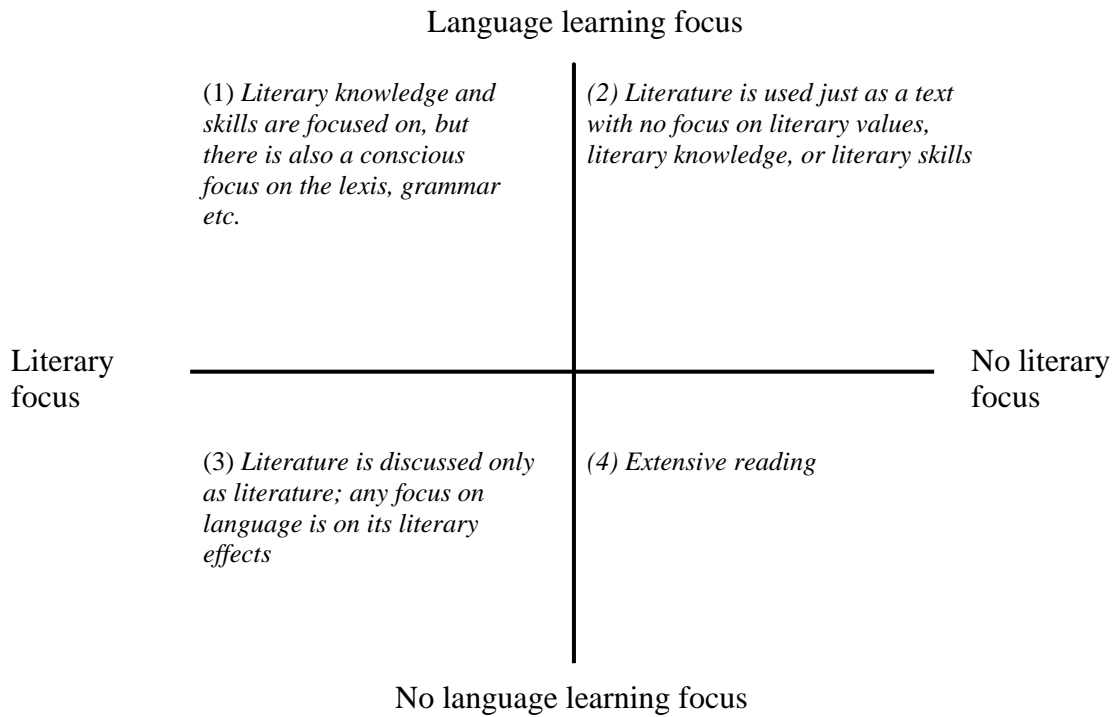 Language learning focus
(1) Literary knowledge and
skills are focused on, but
there is also a conscious
focus on the lexis, grammar
etc.
(2) Literature is used just as a text
with no focus on literary values,
literary knowledge, or literary skills
Literary
focus
No literary
focus
(3) Literature is discussed only
as literature; any focus on
language is on its literary
effects
(4) Extensive reading
No language learning focus